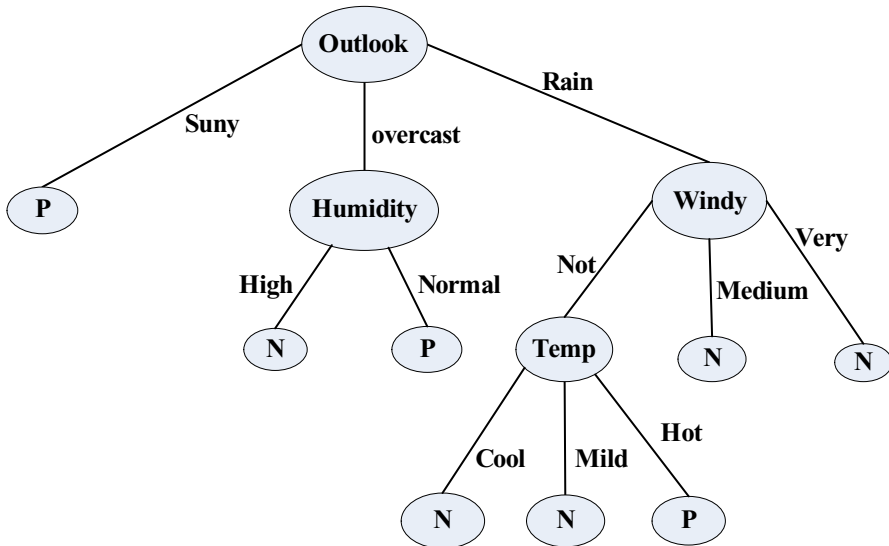 Outlook
Suny
overcast
Rain
P
Humidity
Windy
High
Normal
Not
Medium
Very
N
P
Temp
N
N
Cool
Mild
Hot
N
N
P